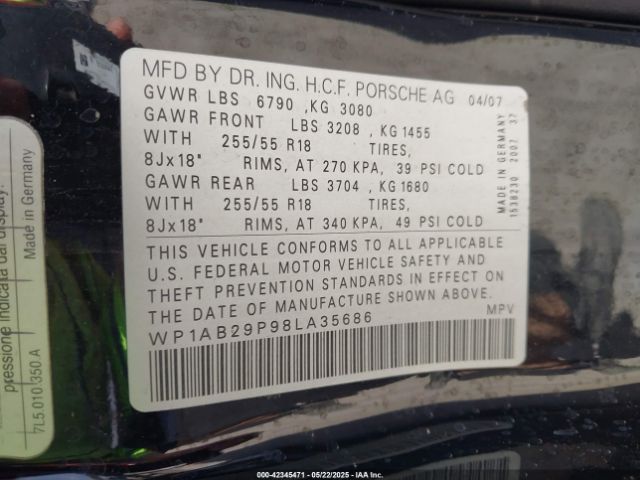 MFD BY DR. ING. H.C.F. PORSCHE AG 04/07
GVWR LBS 6790 ,KG 3080
GAWR FRONT LBS 3208 , KG 1455
WITH 255/55 R18 TIRES,
8Jx18" RIMS, AT 270 KPA, 39 PSI COLD
GAWR REAR LBS 3704 , KG 1680
WITH 255/55 R18 TIRES,
8Jx18" RIMS, AT 340 KPA, 49 PSI COLD
THIS VEHICLE CONFORMS TO ALL APPLICABLE
U.S. FEDERAL MOTOR VEHICLE SAFETY AND
THEFT PREVENTION STANDARDS IN EFFECT ON
THE DATE OF MANUFACTURE SHOWN ABOVE.
WP1AB29P98LA35686 MPV
MADE IN GERMANY
1538230 2007 37
pressione indicata dal display.
Made in Germany
7L5 010 350 A
000-42345471 - 05/22/2025 - IAA Inc.